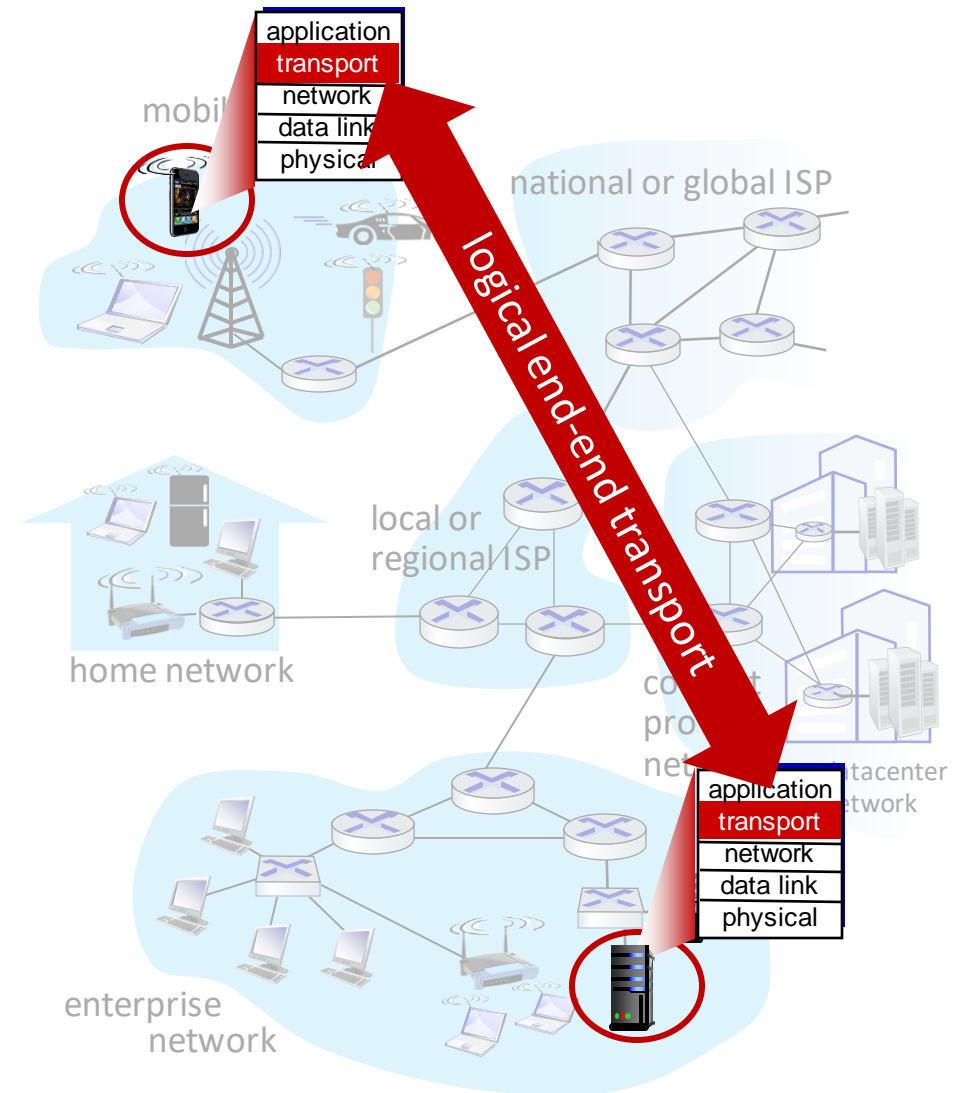 application
transport
network
data link
physical
mobil
national or global ISP
logical end-end transport
local or
regional ISP
home network
application
transport
network
data link
physical
enterprise
network